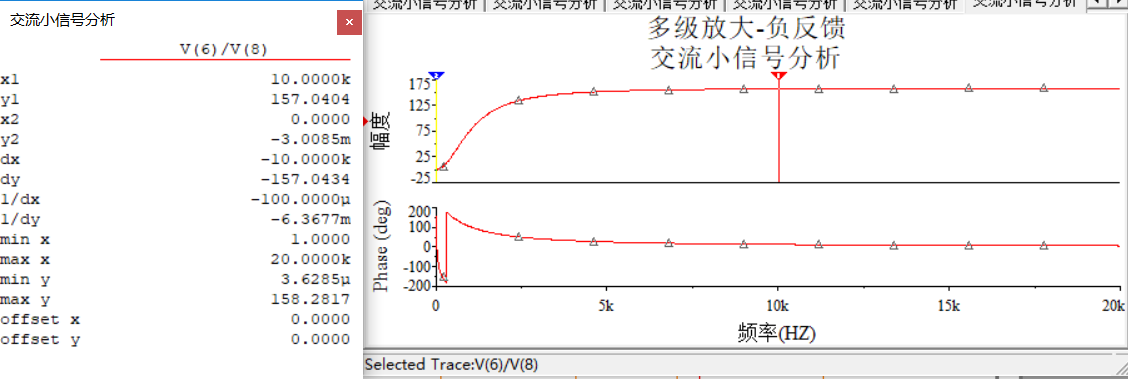 交流小信号分析
V(6)/V(8)
x1 10.0000k
y1 157.0404
x2 0.0000
y2 -3.0085m
dx -10.0000k
dy -157.0434
1/dx -100.0000µ
1/dy -6.3677m
min x 1.0000
max x 20.0000k
min y 3.6285µ
max y 158.2817
offset x 0.0000
offset y 0.0000
交流小信号分析 交流小信号分析 交流小信号分析 交流小信号分析 交流小信号分析 交流小信号分析
多级放大-负反馈
交流小信号分析
幅度
175
125
75
25
-25
Phase (deg)
200
100
0
-100
-200
0 5k 10k 15k 20k
频率(HZ)
Selected Trace:V(6)/V(8)